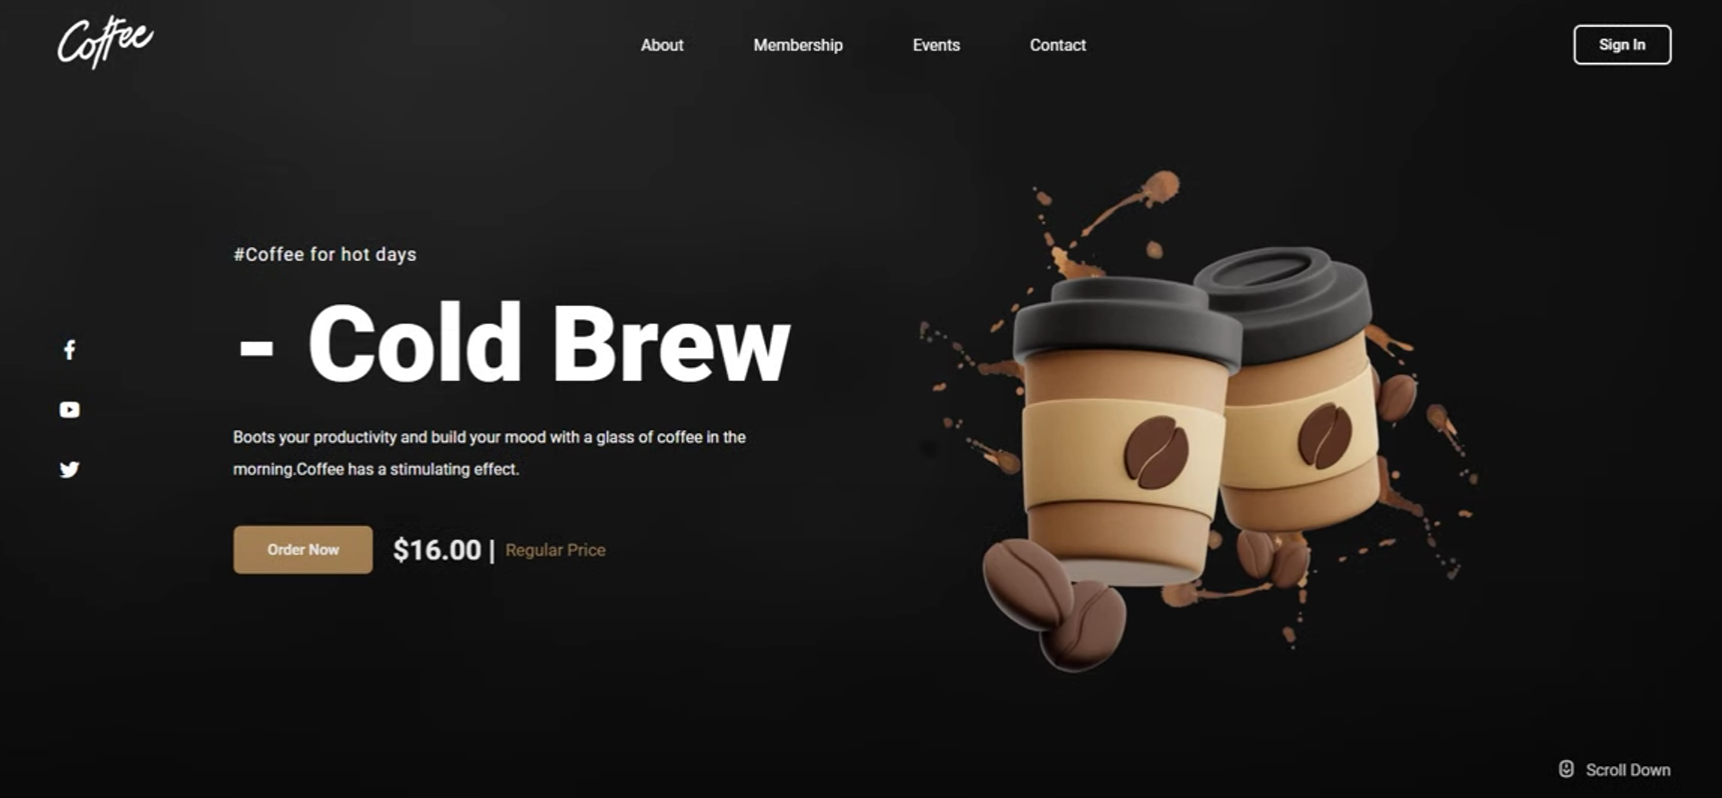 Coffee
About Membership Events Contact
Sign In
#Coffee for hot days
- Cold Brew
Boots your productivity and build your mood with a glass of coffee in the
morning.Coffee has a stimulating effect.
Order Now
$16.00 | Regular Price
Scroll Down